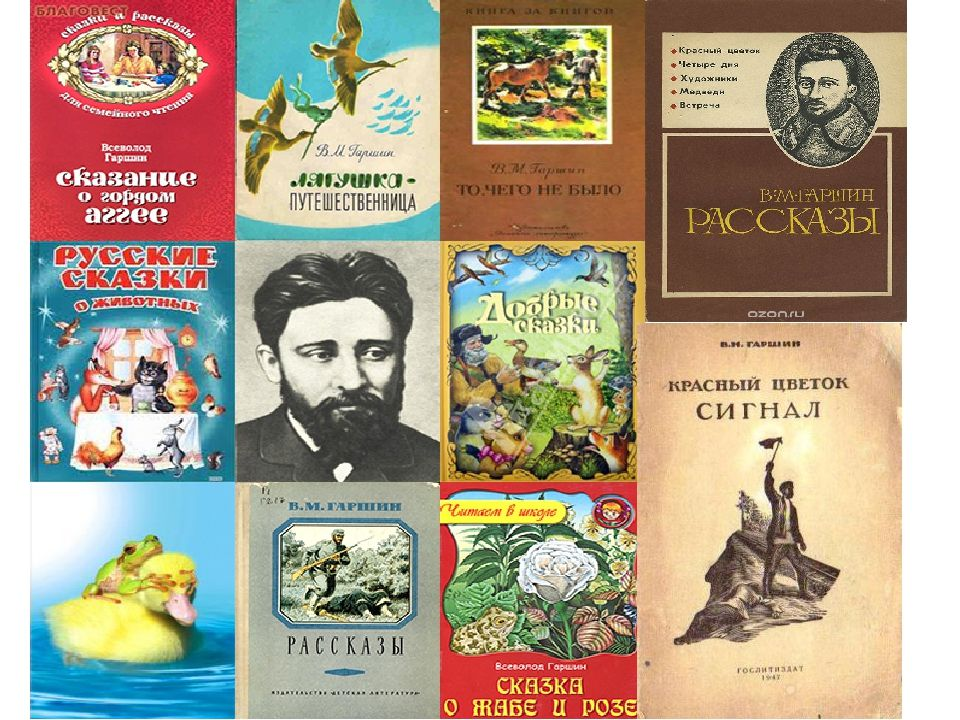 БЛАГОВЕСТ
сказки и рассказы
для семейного чтения
Всеволод
Гаршин
сказание
о гордом
аггее
В.М. Гаршин
ЛЯГУШКА-
ПУТЕШЕСТВЕННИЦА
КНИГА ЗА КНИГОЙ
В.М. Гаршин
ТО, ЧЕГО НЕ БЫЛО
Красный цветок
Четыре дня
Художники
Медведи
Встреча
В·М·ГАРШИН
РАССКАЗЫ
ozon.ru
РУССКИЕ
СКАЗКИ
о животных
Добрые
сказки
В.М. ГАРШИН
КРАСНЫЙ ЦВЕТОК
СИГНАЛ
ГОСЛИТИЗДАТ
1947
В. М. ГАРШИН
РАССКАЗЫ
ИЗДАТЕЛЬСТВО «ДЕТСКАЯ ЛИТЕРАТУРА»
Читаем в школе
Всеволод Гаршин
СКАЗКА
О ЖАБЕ И РОЗЕ